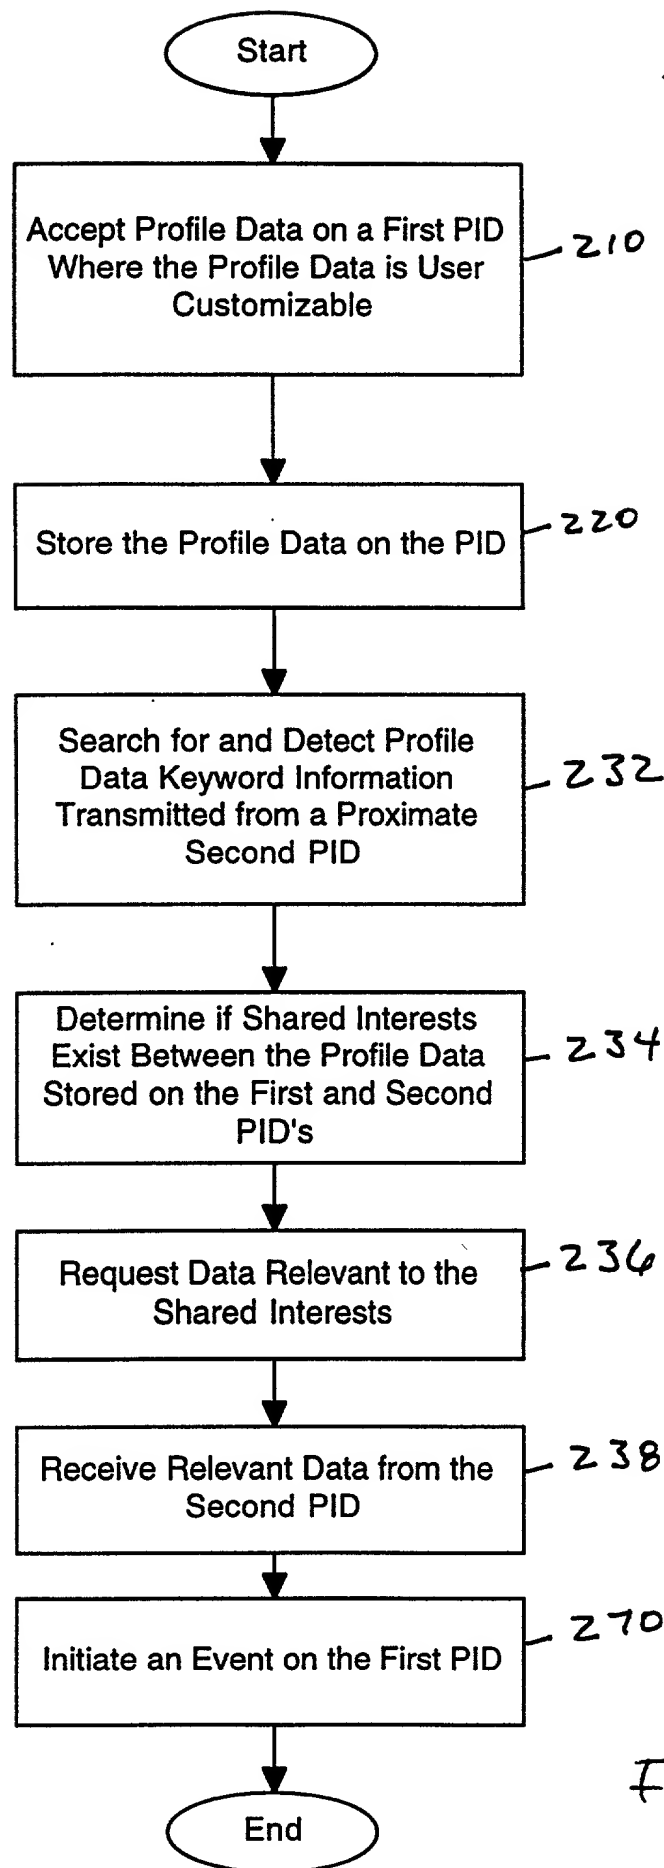 Start
Accept Profile Data on a First PID
Where the Profile Data is User
Customizable
210
Store the Profile Data on the PID
220
Search for and Detect Profile
Data Keyword Information
Transmitted from a Proximate
Second PID
232
Determine if Shared Interests
Exist Between the Profile Data
Stored on the First and Second
PID's
234
Request Data Relevant to the
Shared Interests
236
Receive Relevant Data from the
Second PID
238
Initiate an Event on the First PID
270
End